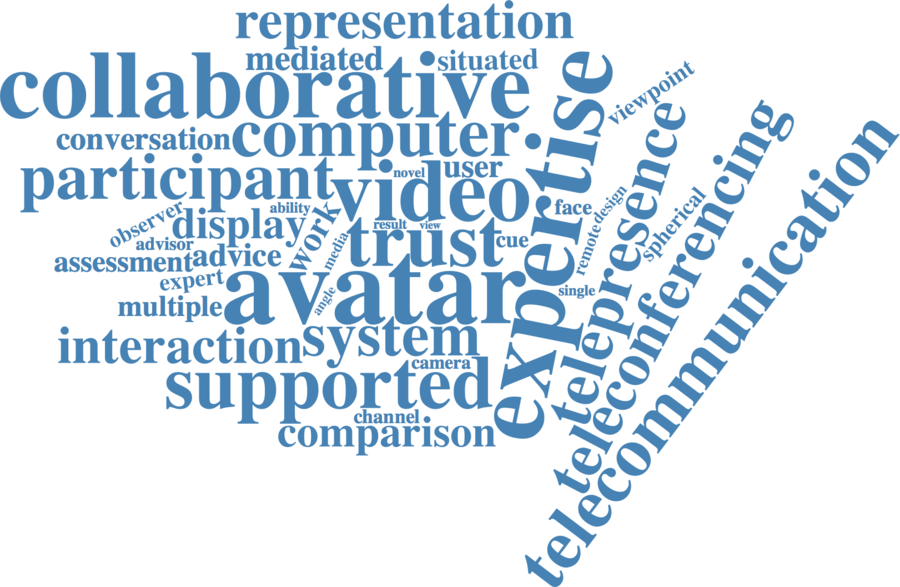 representation
mediated
situated
collaborative
expertise
viewpoint
conversation
computer
telepresence
teleconferencing
telecommunication
participant
video
novel
user
observer
display
ability
work
result
view
face
design
remote
spherical
advisor
media
trust
cue
assessment
advice
expert
avatar
angle
single
multiple
interaction
system
camera
supported
channel
comparison